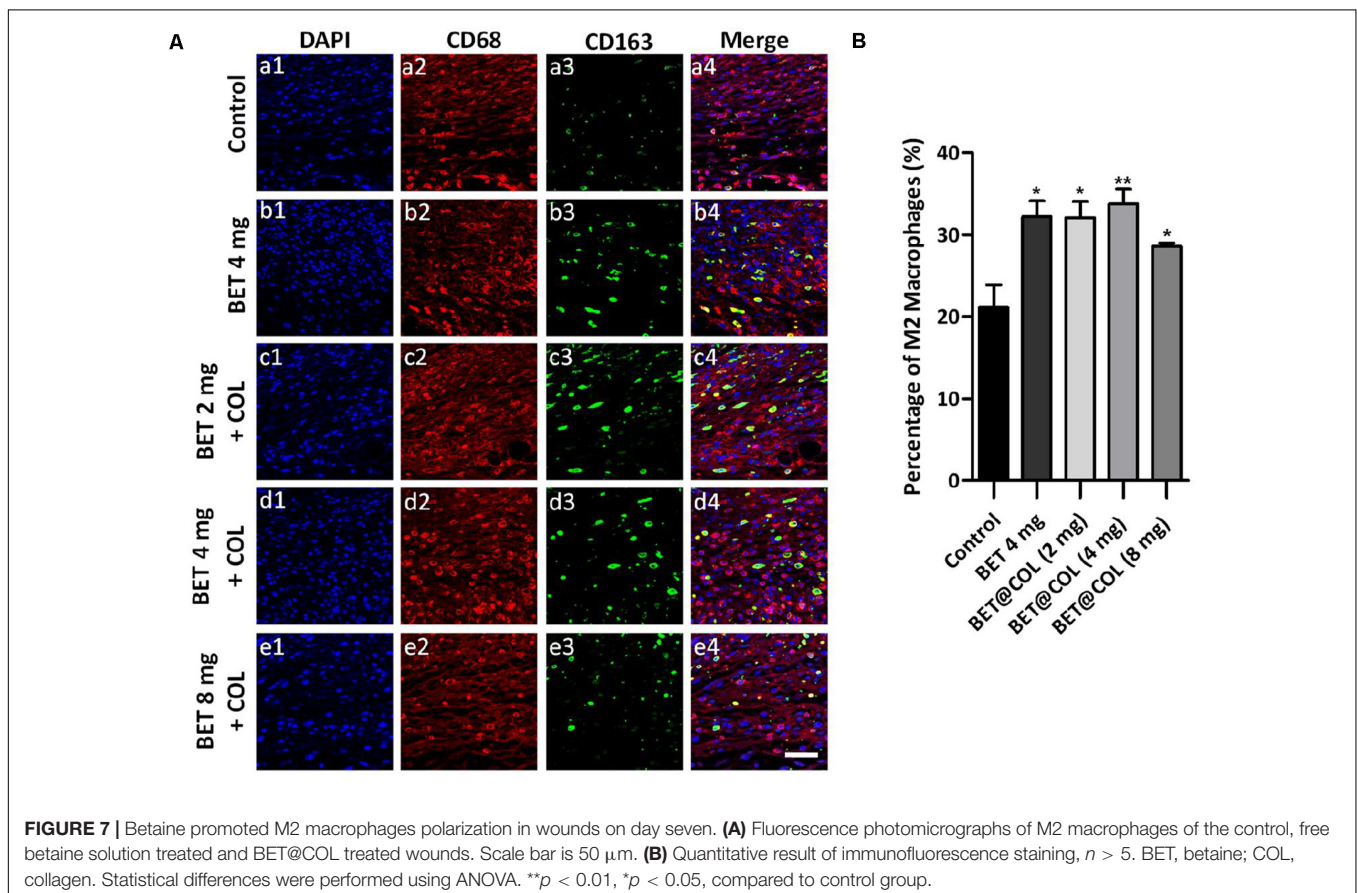 A
DAPI CD68 CD163 Merge
Control
a1 a2 a3 a4
BET 4 mg
b1 b2 b3 b4
BET 2 mg
+ COL
c1 c2 c3 c4
BET 4 mg
+ COL
d1 d2 d3 d4
BET 8 mg
+ COL
e1 e2 e3 e4
B
Percentage of M2 Macrophages (%)
40
30
20
10
0
* * ** *
Control
BET 4 mg
BET@COL (2 mg)
BET@COL (4 mg)
BET@COL (8 mg)
FIGURE 7 | Betaine promoted M2 macrophages polarization in wounds on day seven. (A) Fluorescence photomicrographs of M2 macrophages of the control, free
betaine solution treated and BET@COL treated wounds. Scale bar is 50 μm. (B) Quantitative result of immunofluorescence staining, n > 5. BET, betaine; COL,
collagen. Statistical differences were performed using ANOVA. **p < 0.01, *p < 0.05, compared to control group.